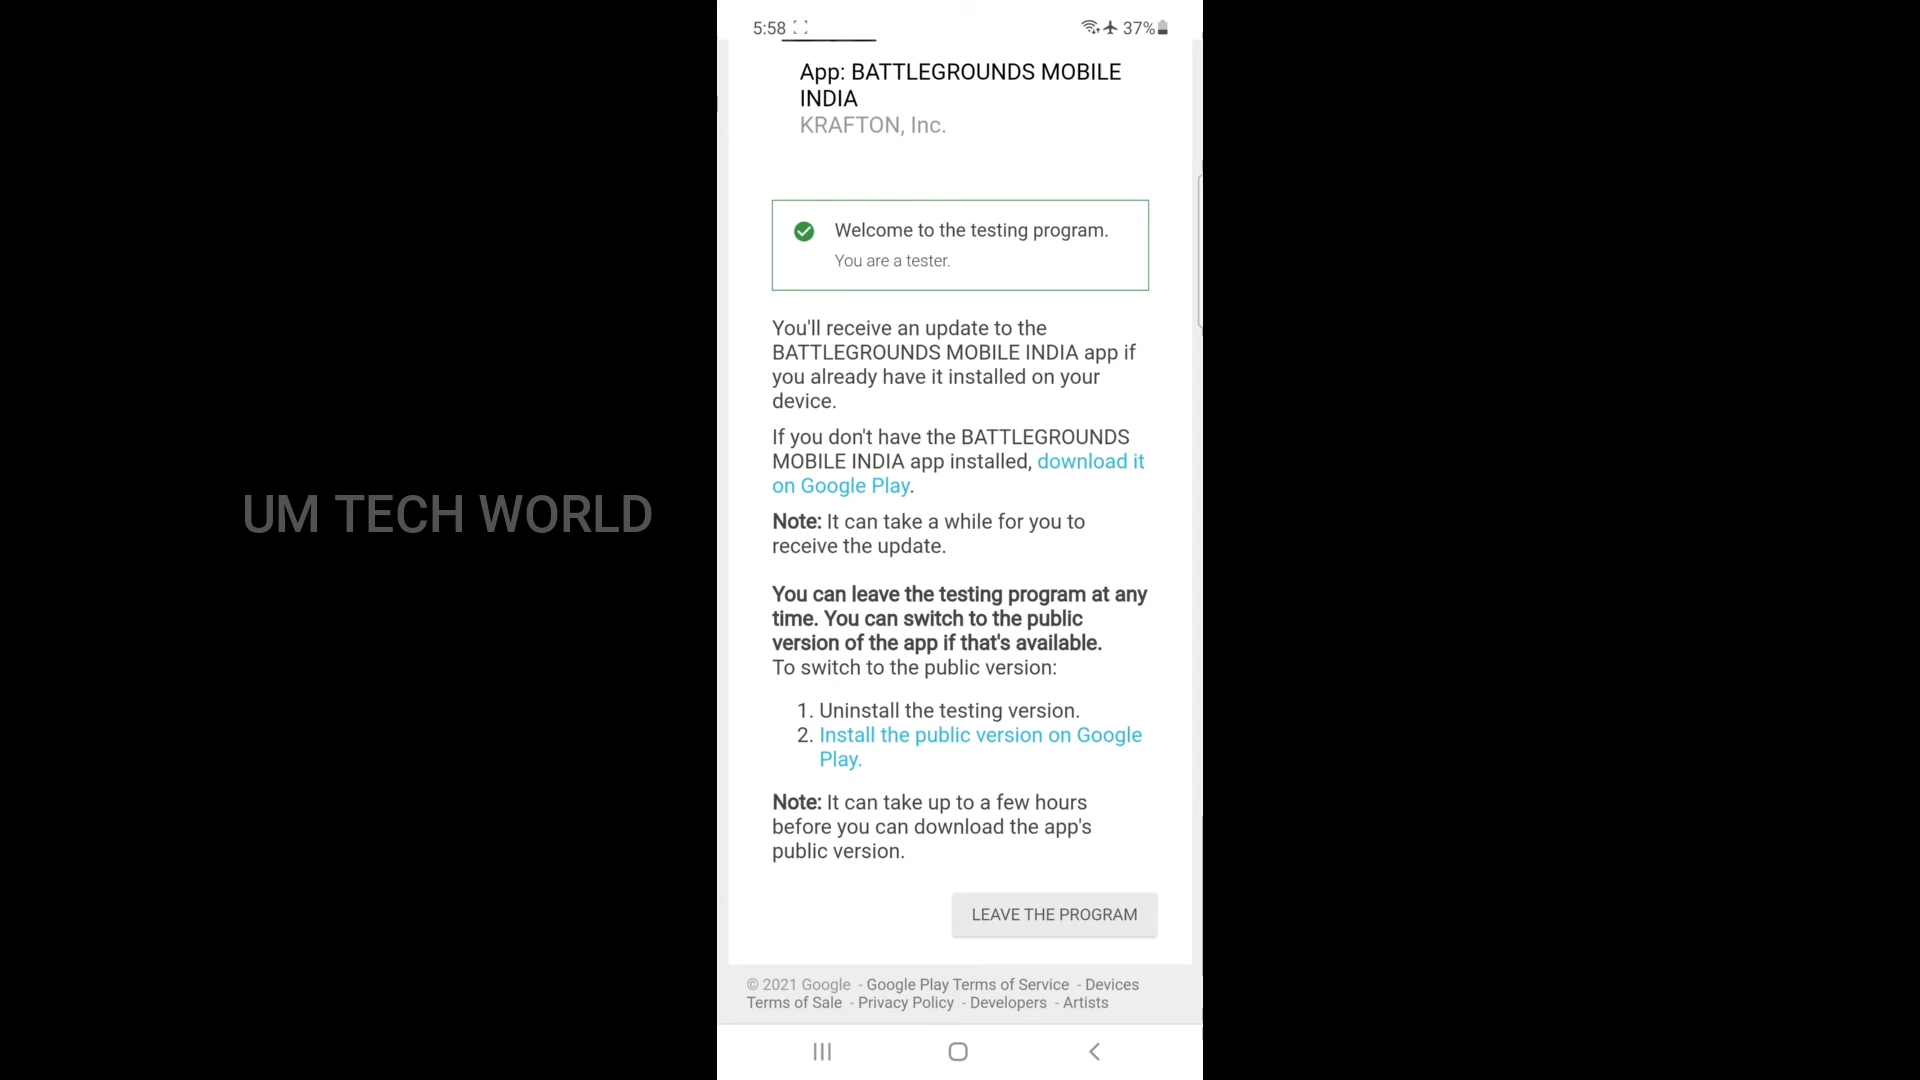 5:58
37%
App: BATTLEGROUNDS MOBILE
INDIA
KRAFTON, Inc.
Welcome to the testing program.
You are a tester.
You'll receive an update to the
BATTLEGROUNDS MOBILE INDIA app if
you already have it installed on your
device.
If you don't have the BATTLEGROUNDS
MOBILE INDIA app installed, download it
on Google Play.
UM TECH WORLD
Note: It can take a while for you to
receive the update.
You can leave the testing program at any
time. You can switch to the public
version of the app if that's available.
To switch to the public version:
1. Uninstall the testing version.
2. Install the public version on Google
Play.
Note: It can take up to a few hours
before you can download the app's
public version.
LEAVE THE PROGRAM
© 2021 Google - Google Play Terms of Service - Devices
Terms of Sale - Privacy Policy - Developers - Artists